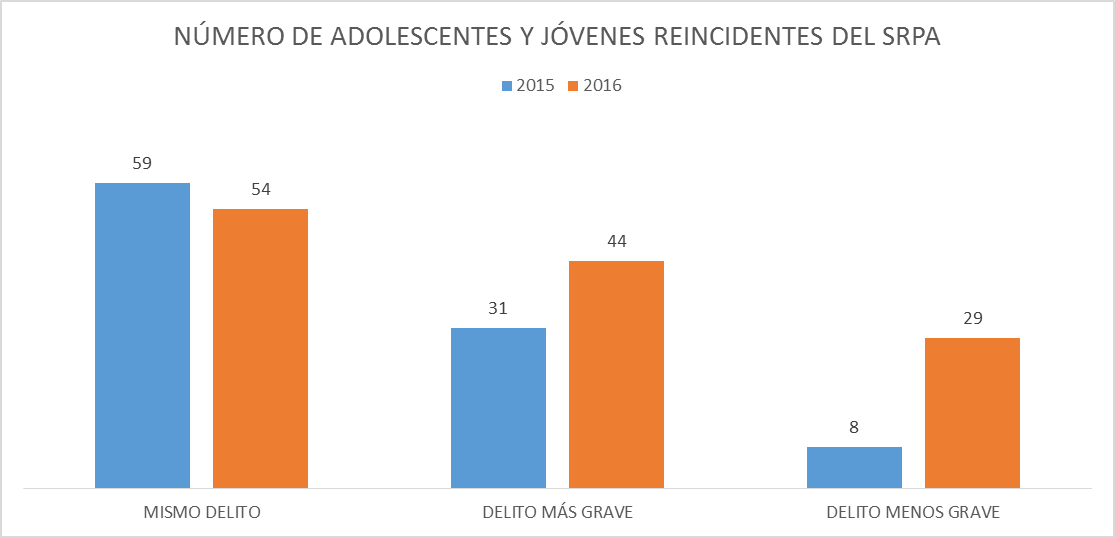 NÚMERO DE ADOLESCENTES Y JÓVENES REINCIDENTES DEL SRPA
2015 2016
59
54
31
44
8
29
MISMO DELITO
DELITO MÁS GRAVE
DELITO MENOS GRAVE